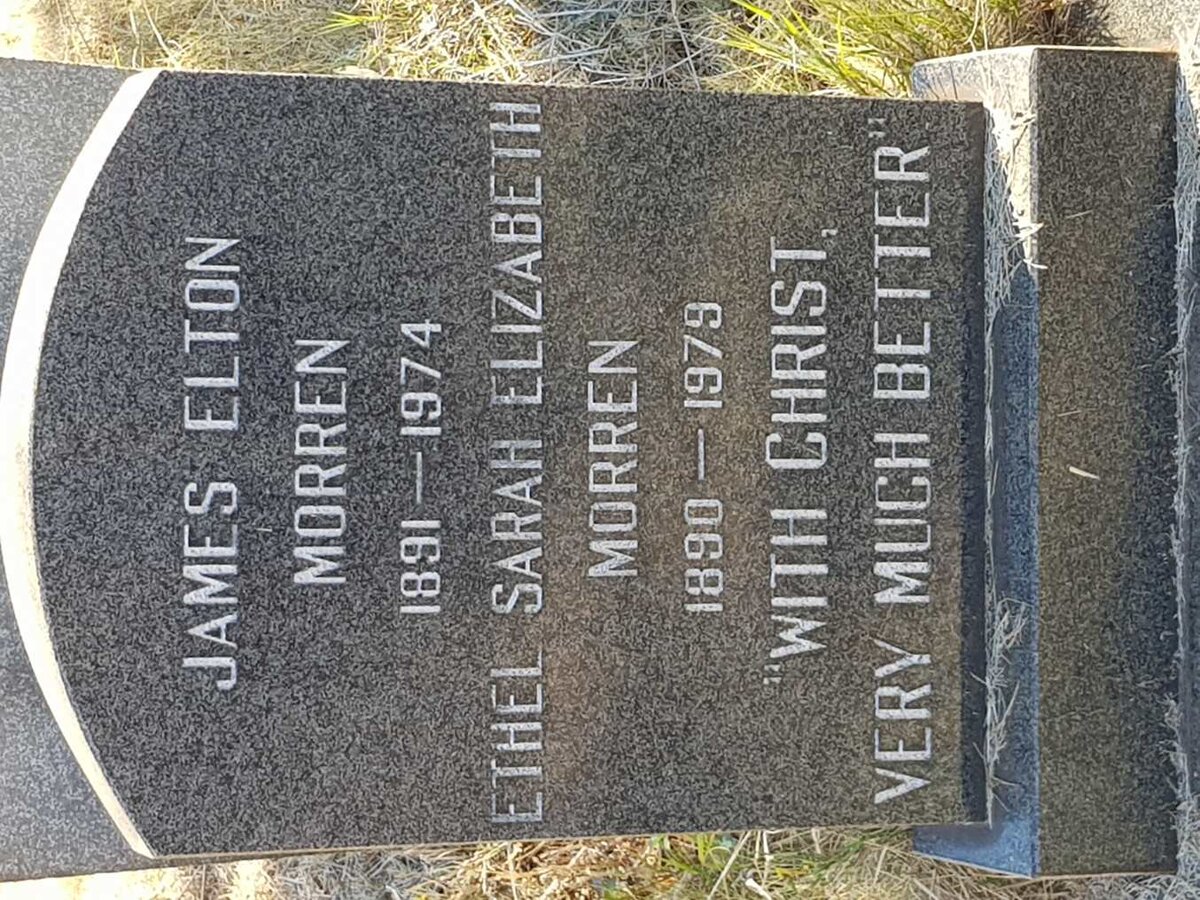 JAMES ELTON
MORREN
1891—1974
ETHEL SARAH ELIZABETH
MORREN
1890—1979
"WITH CHRIST,
VERY MUCH BETTER"